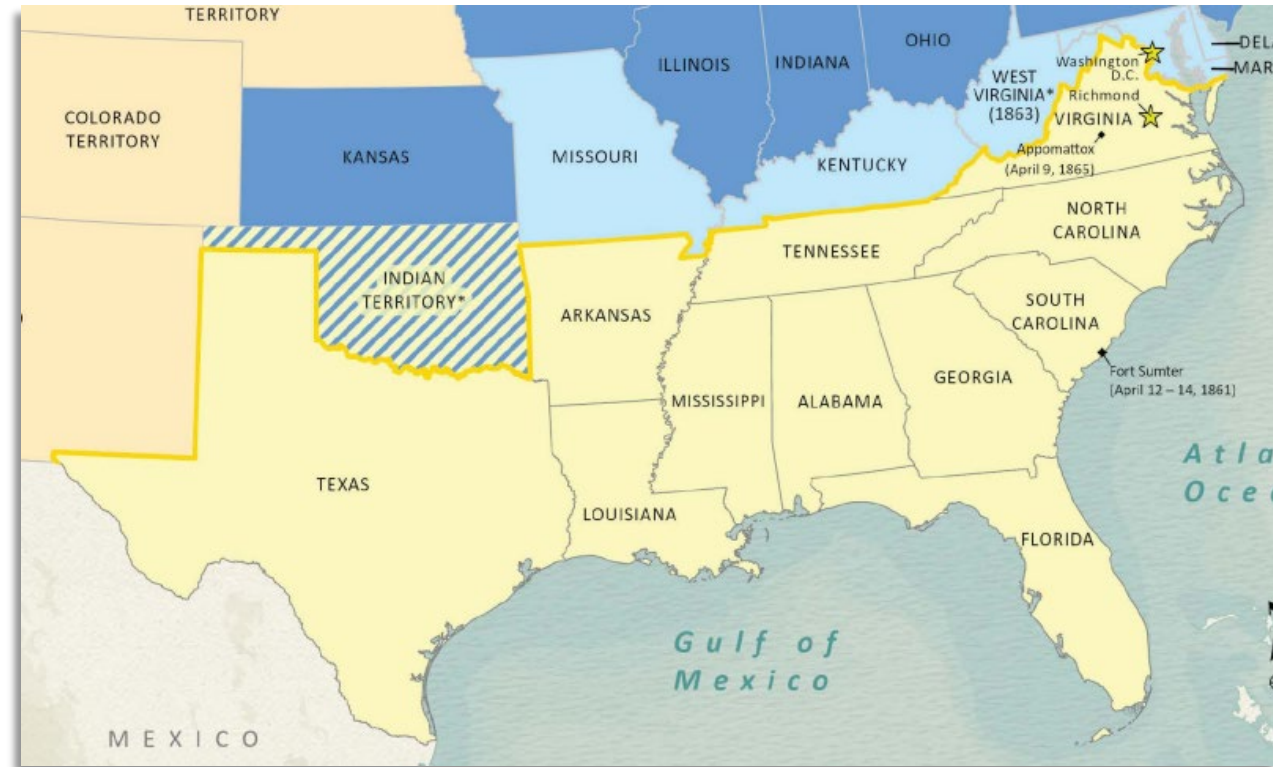 TERRITORY
COLORADO
TERRITORY
KANSAS
MISSOURI
ILLINOIS
INDIANA
OHIO
WEST
VIRGINIA*
(1863)
KENTUCKY
Washington
D.C.
Richmond
VIRGINIA
Appomattox
(April 9, 1865)
DELA
MAR
INDIAN
TERRITORY*
ARKANSAS
TENNESSEE
NORTH
CAROLINA
SOUTH
CAROLINA
Fort Sumter
(April 12 – 14, 1861)
MISSISSIPPI
ALABAMA
GEORGIA
TEXAS
LOUISIANA
FLORIDA
Atla
Ocea
Gulf of
Mexico
MEXICO